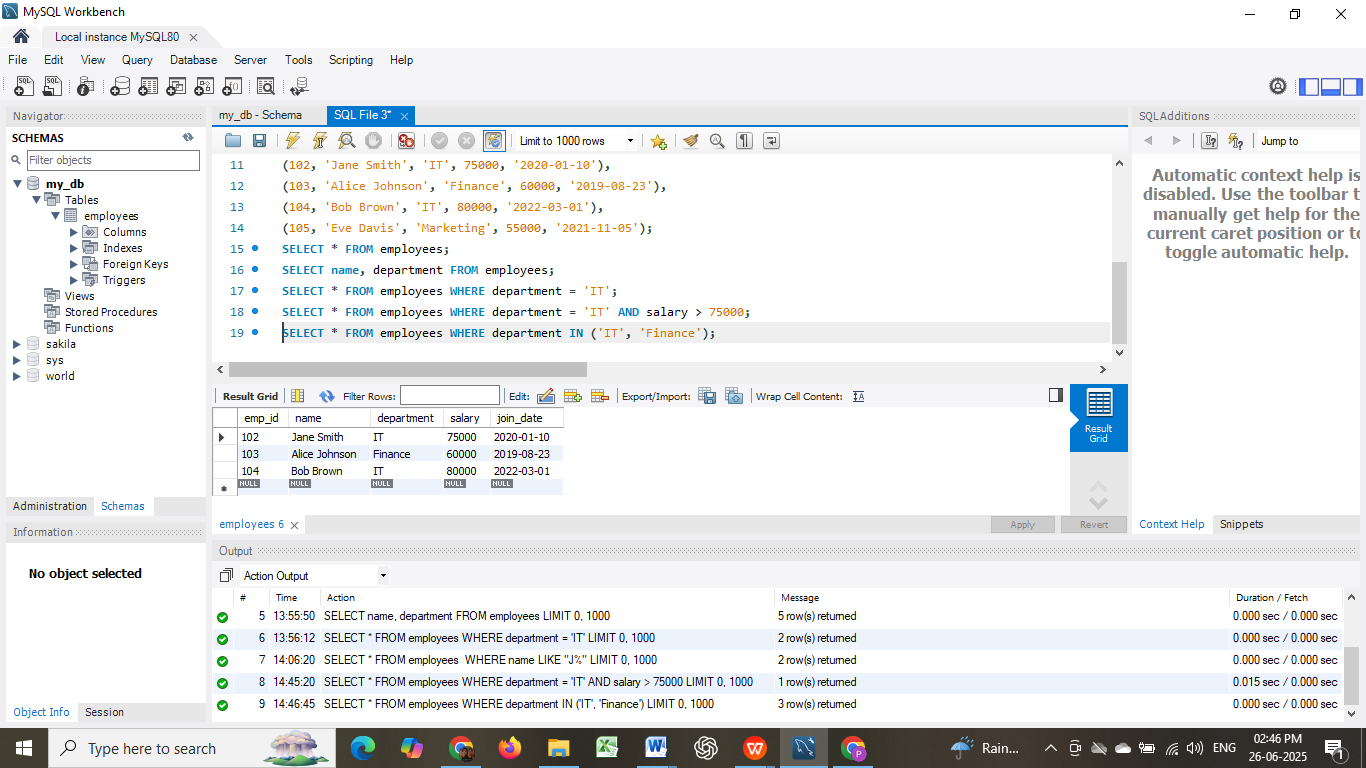 MySQL Workbench
Local instance MySQL80
File Edit View Query Database Server Tools Scripting Help
Navigator
SCHEMAS
Filter objects
my_db
Tables
employees
Columns
Indexes
Foreign Keys
Triggers
Views
Stored Procedures
Functions
sakila
sys
world
Administration Schemas
Information
No object selected
Object Info Session
my_db - Schema SQL File 3*
Limit to 1000 rows
11 (102, 'Jane Smith', 'IT', 75000, '2020-01-10'),
12 (103, 'Alice Johnson', 'Finance', 60000, '2019-08-23'),
13 (104, 'Bob Brown', 'IT', 80000, '2022-03-01'),
14 (105, 'Eve Davis', 'Marketing', 55000, '2021-11-05');
15 SELECT * FROM employees;
16 SELECT name, department FROM employees;
17 SELECT * FROM employees WHERE department = 'IT';
18 SELECT * FROM employees WHERE department = 'IT' AND salary > 75000;
19 SELECT * FROM employees WHERE department IN ('IT', 'Finance');
Result Grid Filter Rows: Edit: Export/Import: Wrap Cell Content:
emp_id name department salary join_date
102 Jane Smith IT 75000 2020-01-10
103 Alice Johnson Finance 60000 2019-08-23
104 Bob Brown IT 80000 2022-03-01
NULL NULL NULL NULL NULL
Result
Grid
employees 6 Apply Revert
SQLAdditions
Jump to
Automatic context help is
disabled. Use the toolbar t
manually get help for the
current caret position or to
toggle automatic help.
Context Help Snippets
Output
Action Output
# Time Action Message Duration / Fetch
5 13:55:50 SELECT name, department FROM employees LIMIT 0, 1000 5 row(s) returned 0.000 sec / 0.000 sec
6 13:56:12 SELECT * FROM employees WHERE department = 'IT' LIMIT 0, 1000 2 row(s) returned 0.000 sec / 0.000 sec
7 14:06:20 SELECT * FROM employees  WHERE name LIKE "J%" LIMIT 0, 1000 2 row(s) returned 0.000 sec / 0.000 sec
8 14:45:20 SELECT * FROM employees WHERE department = 'IT' AND salary > 75000 LIMIT 0, 1000 1 row(s) returned 0.015 sec / 0.000 sec
9 14:46:45 SELECT * FROM employees WHERE department IN ('IT', 'Finance') LIMIT 0, 1000 3 row(s) returned 0.000 sec / 0.000 sec
Type here to search
Rain...
ENG
02:46 PM
26-06-2025
1